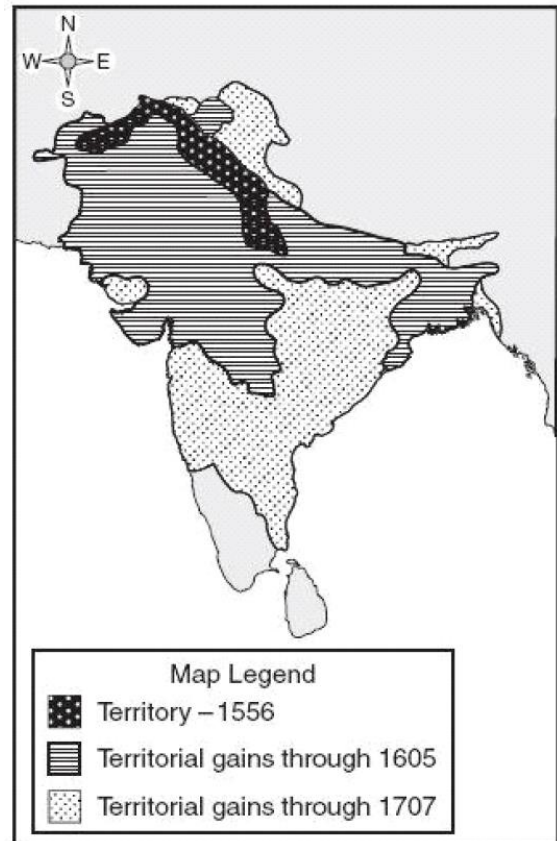 N
W E
S
Map Legend
Territory – 1556
Territorial gains through 1605
Territorial gains through 1707